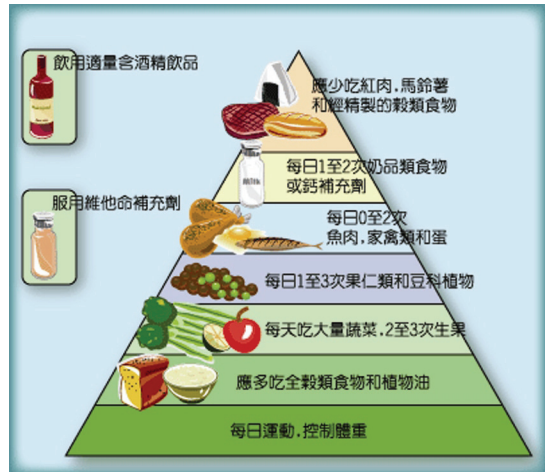 飲用適量含酒精飲品
服用維他命補充劑
應少吃紅肉.馬鈴薯
和經精製的穀類食物
每日1至2次奶品類食物
或鈣補充劑
每日0至2次
魚肉.家禽類和蛋
每日1至3次果仁類和豆科植物
每天吃大量蔬菜.2至3次生果
應多吃全穀類食物和植物油
每日運動.控制體重